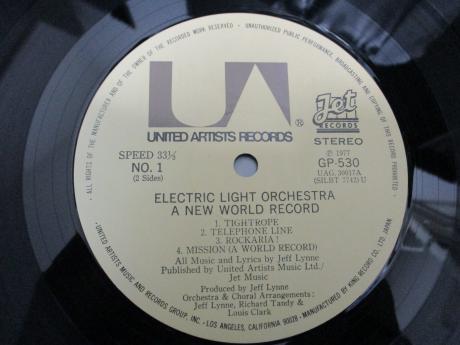 UA
®
UNITED ARTISTS RECORDS
Jet
RECORDS
STEREO
SPEED 33⅓
NO. 1
(2 Sides)
℗ 1977
GP-530
UAG. 30017A
(SILBT 7742) U
ELECTRIC LIGHT ORCHESTRA
A NEW WORLD RECORD
1. TIGHTROPE
2. TELEPHONE LINE
3. ROCKARIA !
4. MISSION (A WORLD RECORD)
All Music and Lyrics by Jeff Lynne
Published by United Artists Music Ltd./
Jet Music
Produced by Jeff Lynne
Orchestra & Choral Arrangements :
Jeff Lynne, Richard Tandy &
Louis Clark
• ALL RIGHTS OF THE MANUFACTURER AND OF THE OWNER OF THE RECORDED WORK RESERVED • UNAUTHORIZED PUBLIC PERFORMANCE, BROADCASTING AND COPYING OF THIS RECORD PROHIBITED.
UNITED ARTISTS MUSIC AND RECORDS GROUP, INC. • LOS ANGELES, CALIFORNIA 90028 • MANUFACTURED BY KING RECORD CO. LTD, JAPAN.